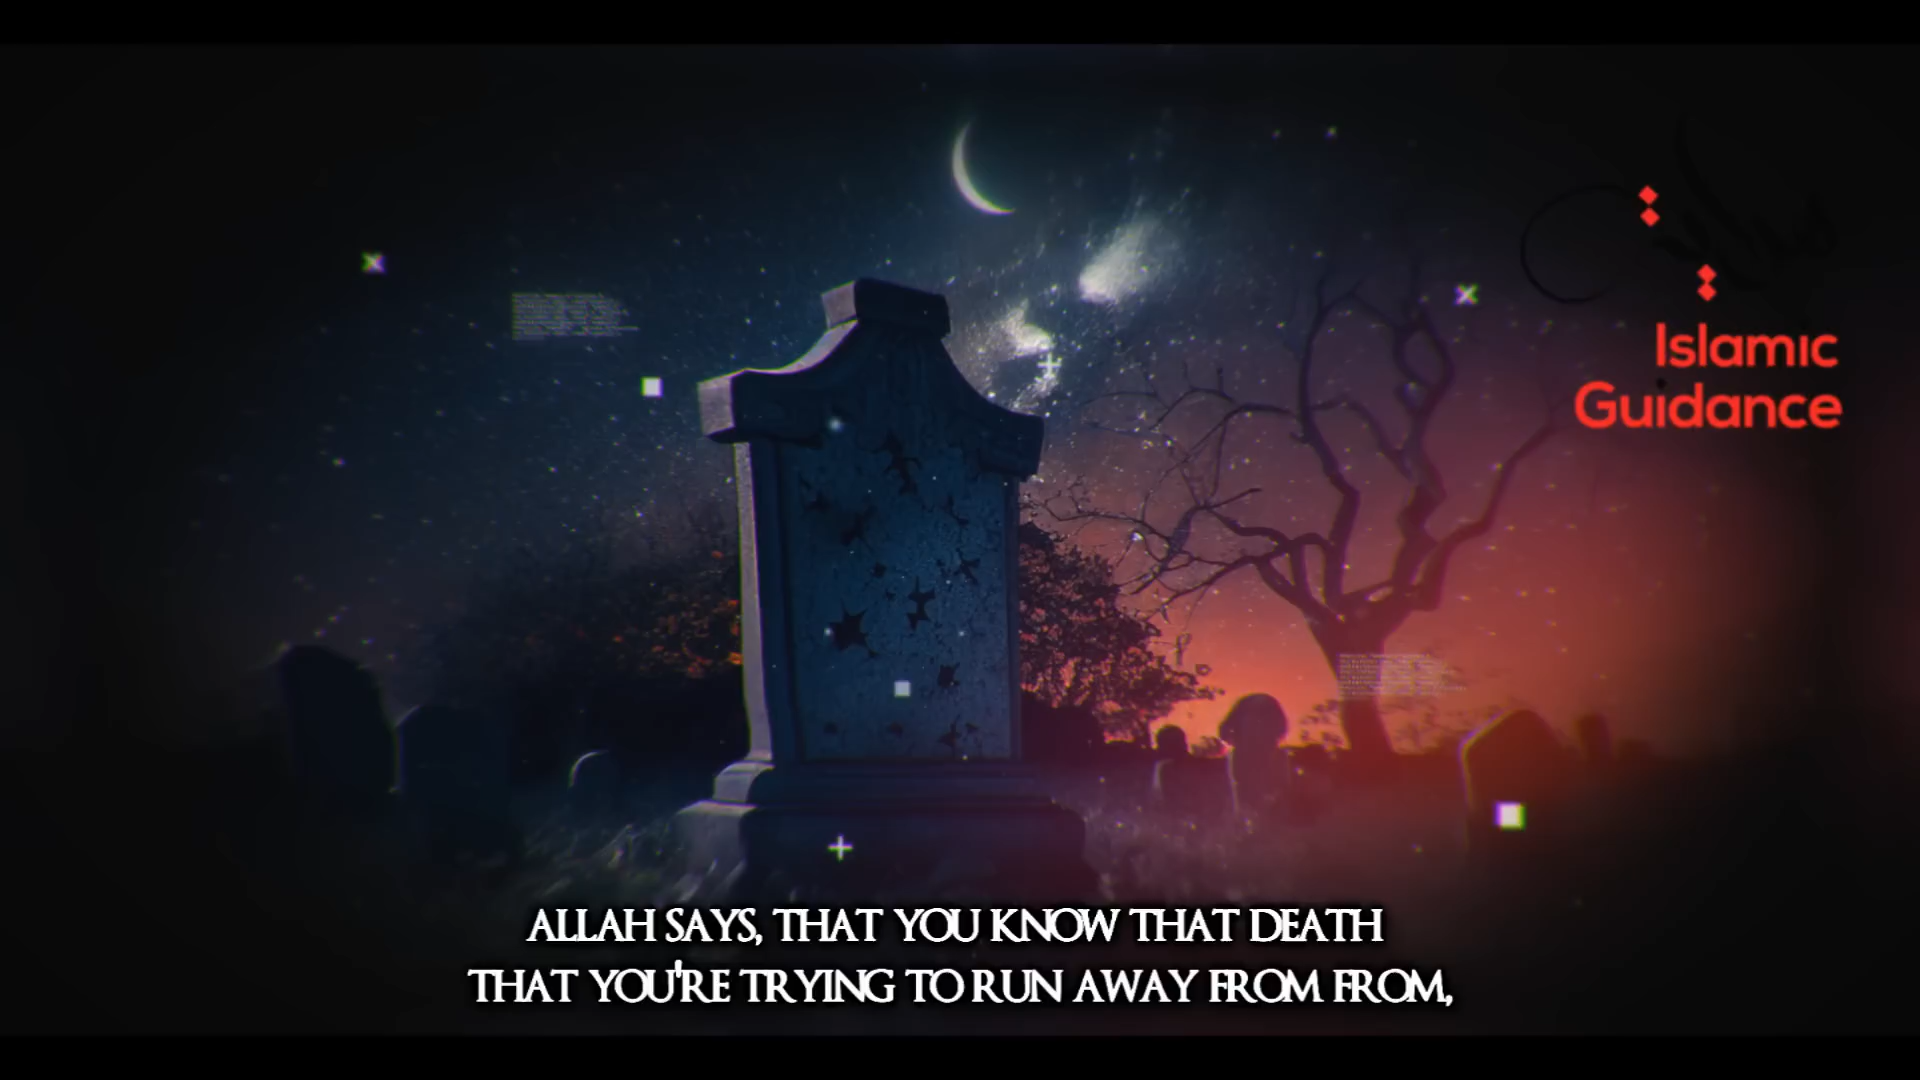 Islamic
Guidance
ALLAH SAYS, THAT YOU KNOW THAT DEATH
THAT YOU'RE TRYING TO RUN AWAY FROM FROM,